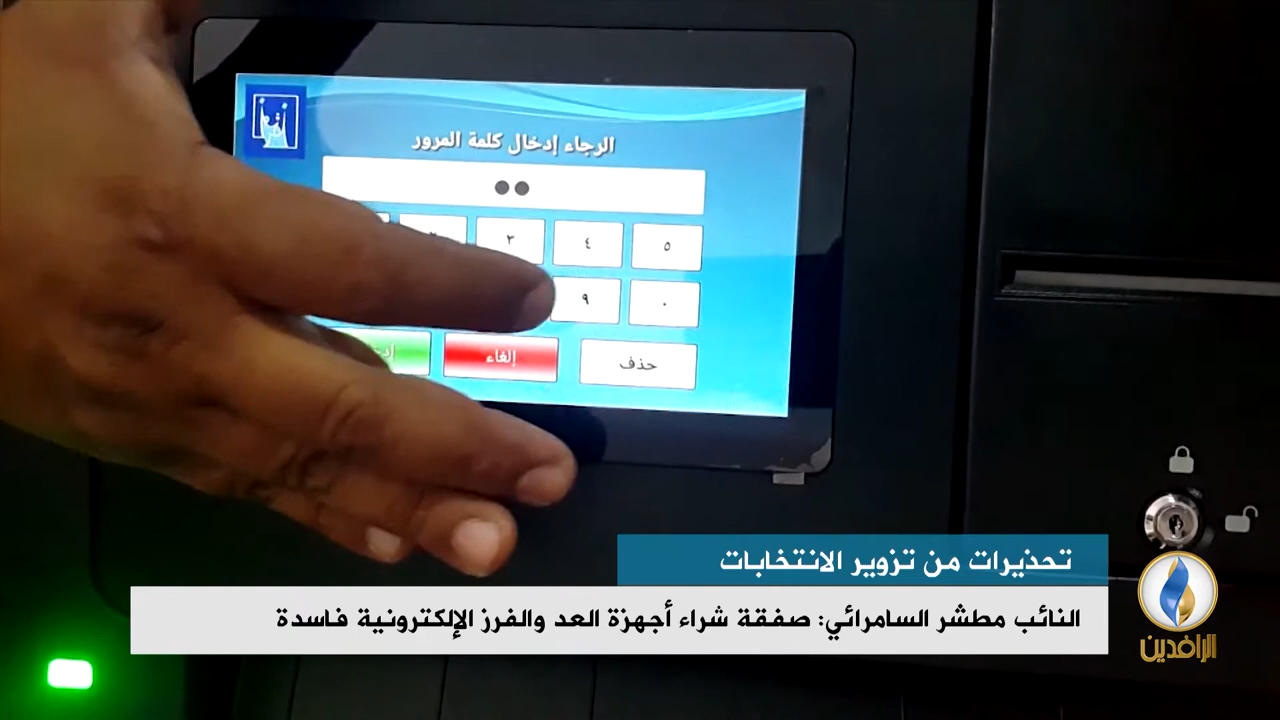 الرجاء إدخال كلمة المرور
٣ ٤ ٥
٩ ٠
إلغاء حذف
تحذيرات من تزوير الانتخابات
النائب مطشر السامرائي: صفقة شراء أجهزة العد والفرز الإلكترونية فاسدة
الرافدين